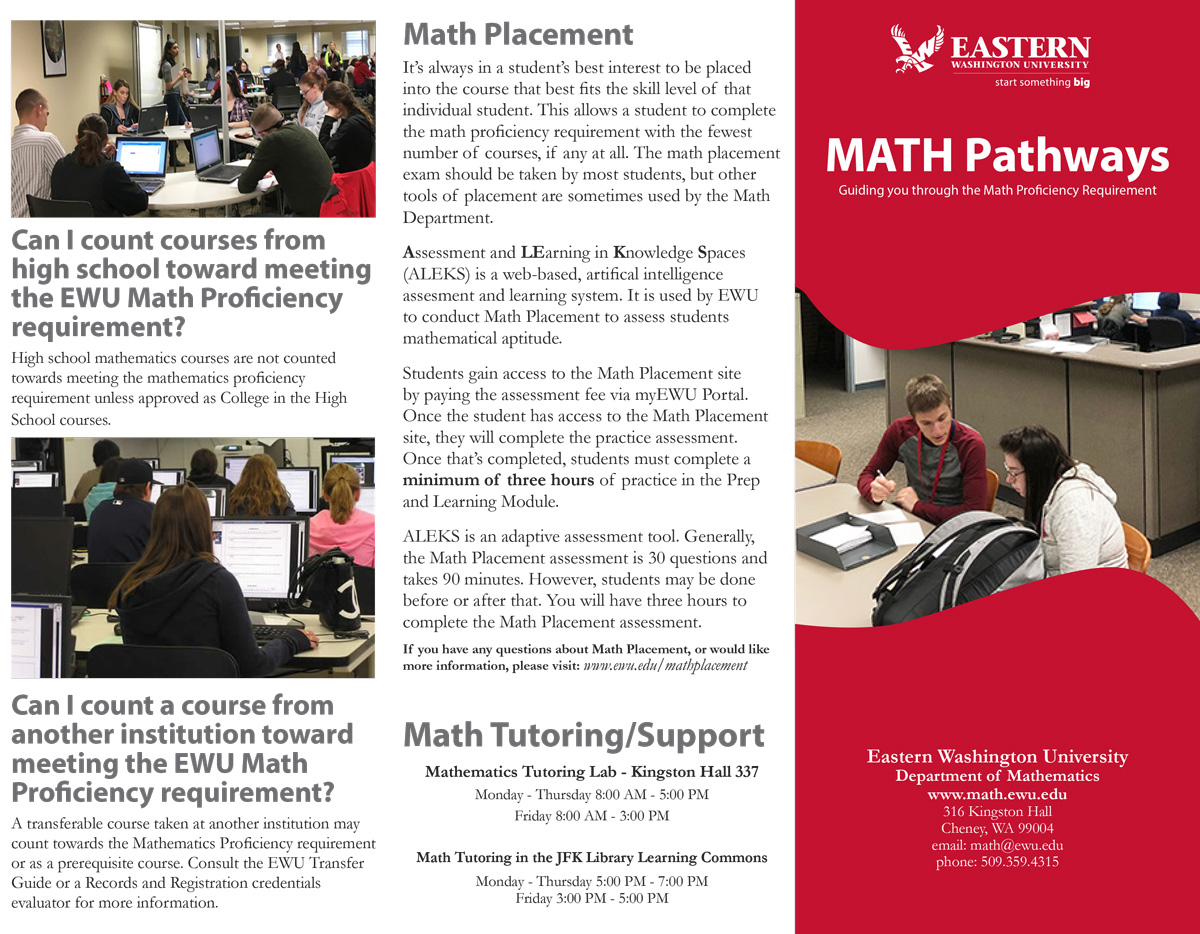 Can I count courses from
high school toward meeting
the EWU Math Proficiency
requirement?
High school mathematics courses are not counted
towards meeting the mathematics proficiency
requirement unless approved as College in the High
School courses.
Can I count a course from
another institution toward
meeting the EWU Math
Proficiency requirement?
A transferable course taken at another institution may
count towards the Mathematics Proficiency requirement
or as a prerequisite course. Consult the EWU Transfer
Guide or a Records and Registration credentials
evaluator for more information.
Math Placement
It's always in a student's best interest to be placed
into the course that best fits the skill level of that
individual student. This allows a student to complete
the math proficiency requirement with the fewest
number of courses, if any at all. The math placement
exam should be taken by most students, but other
tools of placement are sometimes used by the Math
Department.
Assessment and LEarning in Knowledge Spaces
(ALEKS) is a web-based, artifical intelligence
assesment and learning system. It is used by EWU
to conduct Math Placement to assess students
mathematical aptitude.
Students gain access to the Math Placement site
by paying the assessment fee via myEWU Portal.
Once the student has access to the Math Placement
site, they will complete the practice assessment.
Once that's completed, students must complete a
minimum of three hours of practice in the Prep
and Learning Module.
ALEKS is an adaptive assessment tool. Generally,
the Math Placement assessment is 30 questions and
takes 90 minutes. However, students may be done
before or after that. You will have three hours to
complete the Math Placement assessment.
If you have any questions about Math Placement, or would like
more information, please visit: www.ewu.edu/mathplacement
Math Tutoring/Support
Mathematics Tutoring Lab - Kingston Hall 337
Monday - Thursday 8:00 AM - 5:00 PM
Friday 8:00 AM - 3:00 PM
Math Tutoring in the JFK Library Learning Commons
Monday - Thursday 5:00 PM - 7:00 PM
Friday 3:00 PM - 5:00 PM
EASTERN
WASHINGTON UNIVERSITY
start something big
MATH Pathways
Guiding you through the Math Proficiency Requirement
Eastern Washington University
Department of Mathematics
www.math.ewu.edu
316 Kingston Hall
Cheney, WA 99004
email: math@ewu.edu
phone: 509.359.4315